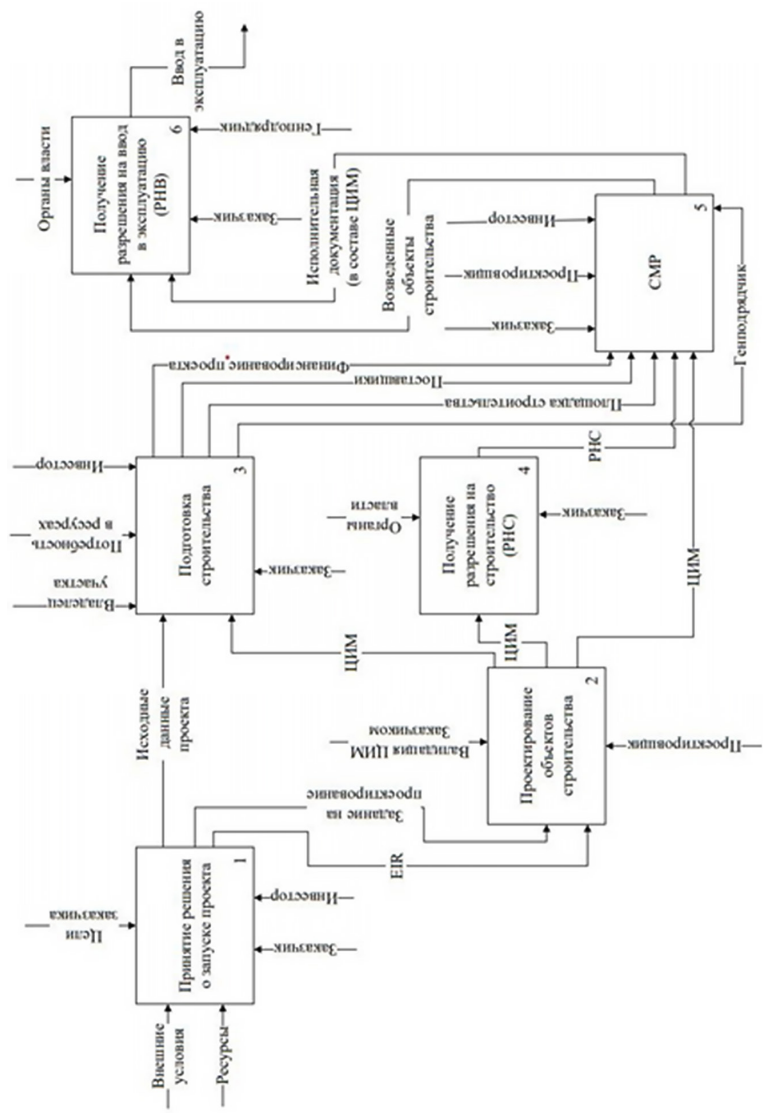 Органы власти
Получение
разрешения на ввод
в эксплуатацию
(РНВ)
6
Ввод в
эксплуатацию
Генподрядчик
Заказчик
Исполнительная
документация
(в составе ЦИМ)
Возведенные
объекты
строительства
Инвестор
Проектировщик
Заказчик
СМР
5
Генподрядчик
Финансирование проекта
Поставщики
Площадка строительства
Инвестор
Потребность
в ресурсах
Владелец
участка
Подготовка
строительства
3
Заказчик
РНС
Органы
власти
Получение
разрешения на
строительство
(РНС)
4
Заказчик
ЦИМ
ЦИМ
ЦИМ
Исходные
данные
проекта
Валидация ЦИМ
Заказчиком
Проектирование
объектов
строительства
2
Проектировщик
Задание на
проектирование
EIR
Цели
заказчика
Принятие решения
о запуске проекта
1
Инвестор
Заказчик
Внешние
условия
Ресурсы